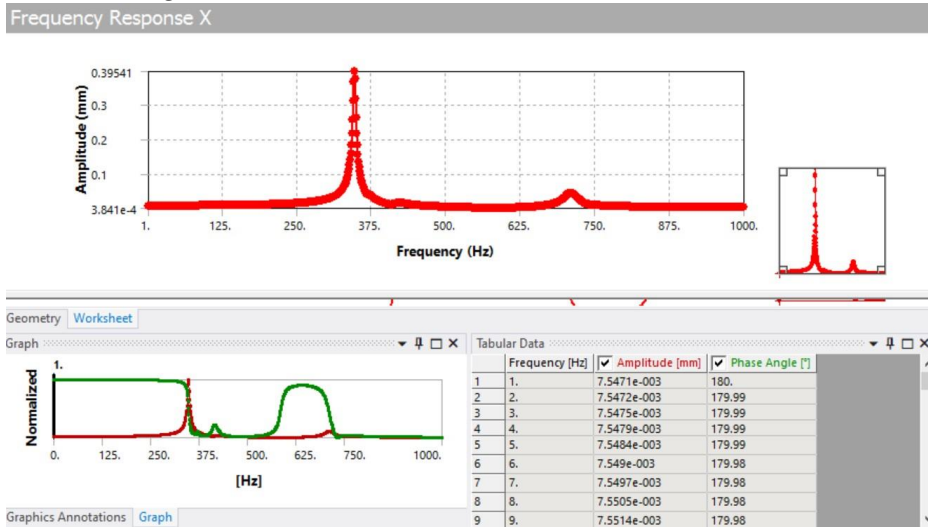 Frequency Response X
0.39541
0.3
0.2
0.1
3.841e-4
Amplitude (mm)
1. 125. 250. 375. 500. 625. 750. 875. 1000.
Frequency (Hz)
Geometry Worksheet
Graph
1.
Normalized
0. 125. 250. 375. 500. 625. 750. 1000.
[Hz]
Graphics Annotations Graph
Tabular Data
Frequency [Hz] Amplitude [mm] Phase Angle [°]
1 1. 7.5471e-003 180.
2 2. 7.5472e-003 179.99
3 3. 7.5475e-003 179.99
4 4. 7.5479e-003 179.99
5 5. 7.5484e-003 179.99
6 6. 7.549e-003 179.98
7 7. 7.5497e-003 179.98
8 8. 7.5505e-003 179.98
9 9. 7.5514e-003 179.98